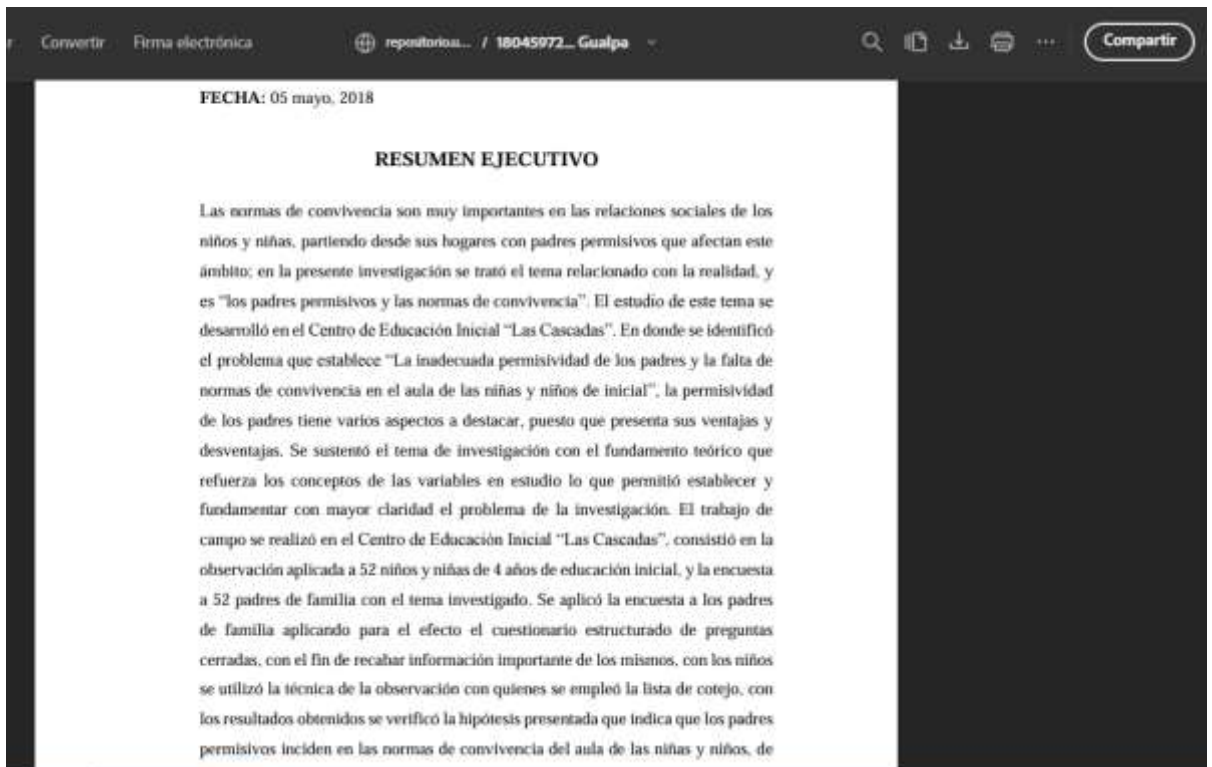 Convertir Firma electrónica repositorioa... / 18045972... Gualpa ... Compartir
FECHA: 05 mayo, 2018
RESUMEN EJECUTIVO
Las normas de convivencia son muy importantes en las relaciones sociales de los
niños y niñas, partiendo desde sus hogares con padres permisivos que afectan este
ámbito; en la presente investigación se trató el tema relacionado con la realidad, y
es “los padres permisivos y las normas de convivencia”. El estudio de este tema se
desarrolló en el Centro de Educación Inicial “Las Cascadas”. En donde se identificó
el problema que establece “La inadecuada permisividad de los padres y la falta de
normas de convivencia en el aula de las niñas y niños de inicial”, la permisividad
de los padres tiene varios aspectos a destacar, puesto que presenta sus ventajas y
desventajas. Se sustentó el tema de investigación con el fundamento teórico que
refuerza los conceptos de las variables en estudio lo que permitió establecer y
fundamentar con mayor claridad el problema de la investigación. El trabajo de
campo se realizó en el Centro de Educación Inicial “Las Cascadas”, consistió en la
observación aplicada a 52 niños y niñas de 4 años de educación inicial, y la encuesta
a 52 padres de familia con el tema investigado. Se aplicó la encuesta a los padres
de familia aplicando para el efecto el cuestionario estructurado de preguntas
cerradas, con el fin de recabar información importante de los mismos, con los niños
se utilizó la técnica de la observación con quienes se empleó la lista de cotejo, con
los resultados obtenidos se verificó la hipótesis presentada que indica que los padres
permisivos inciden en las normas de convivencia del aula de las niñas y niños, de